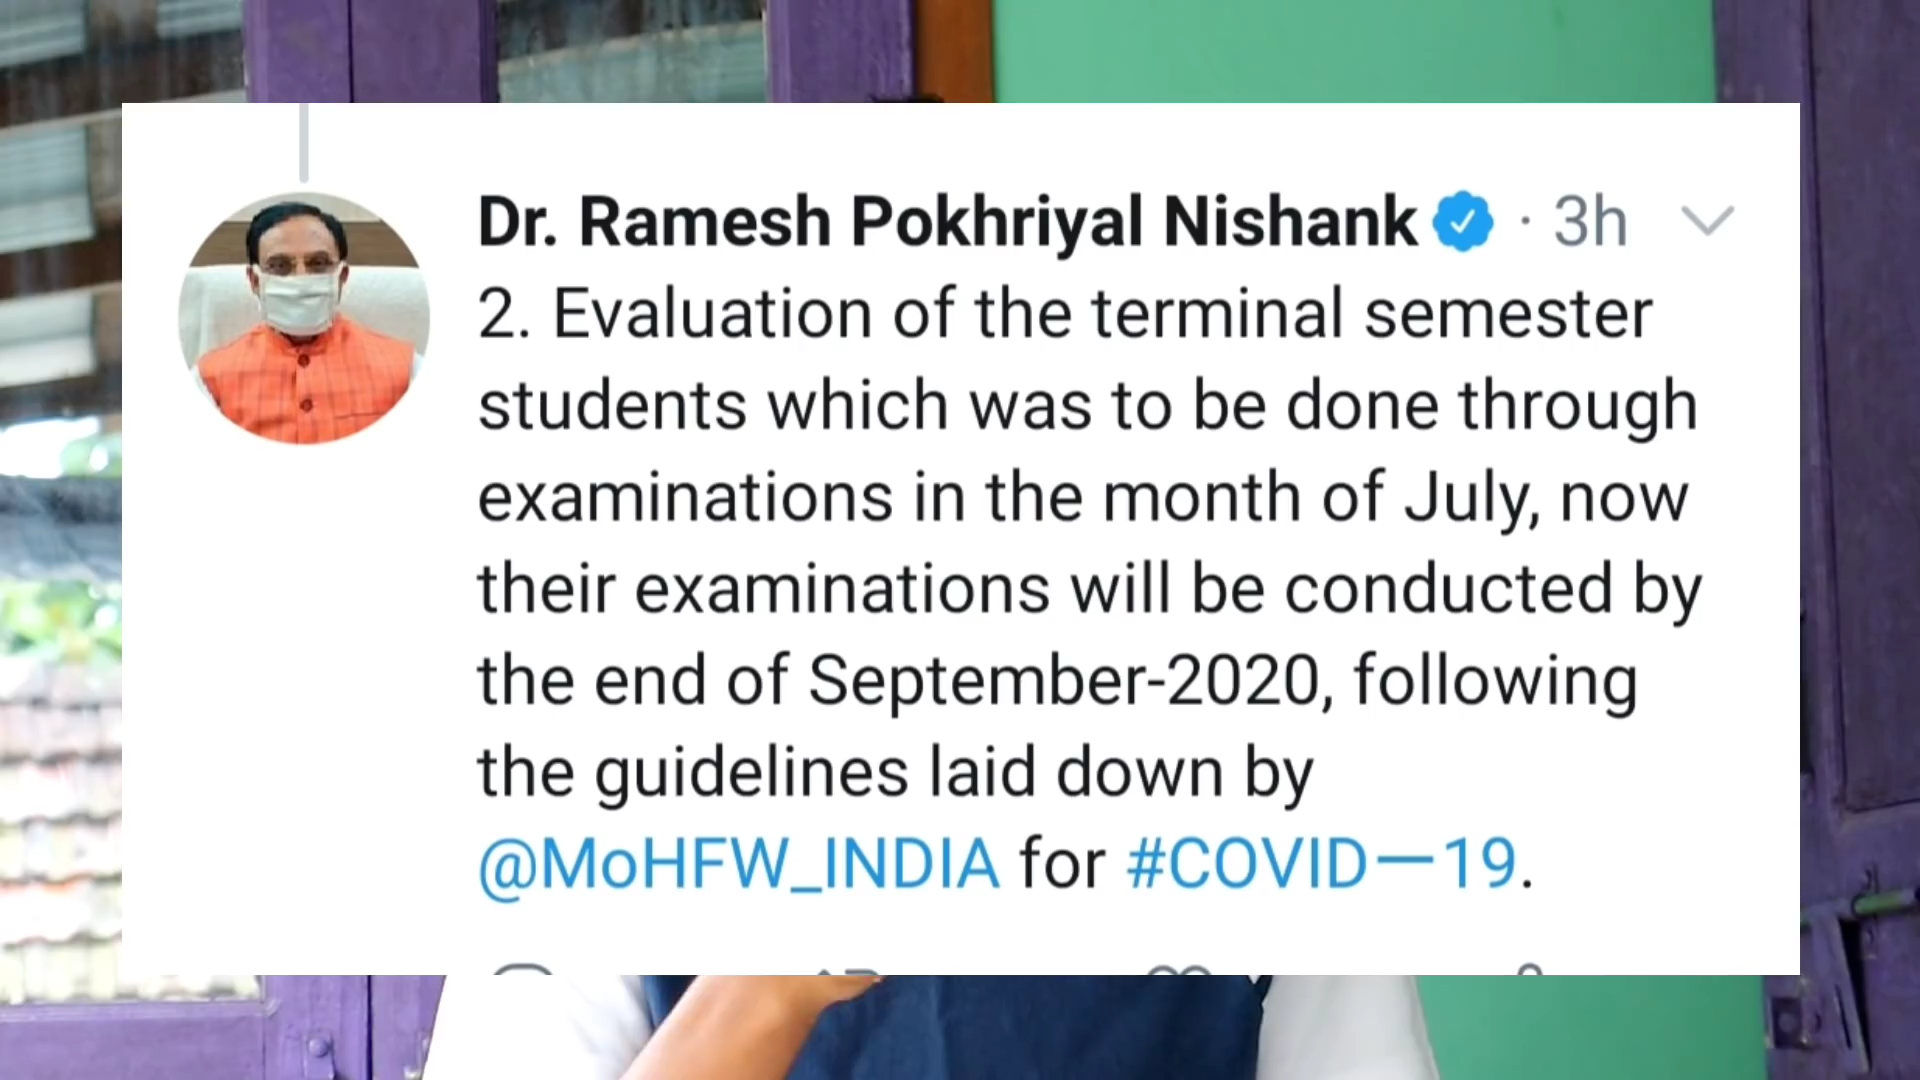 Dr. Ramesh Pokhriyal Nishank · 3h
2. Evaluation of the terminal semester
students which was to be done through
examinations in the month of July, now
their examinations will be conducted by
the end of September-2020, following
the guidelines laid down by
@MoHFW_INDIA for #COVID—19.